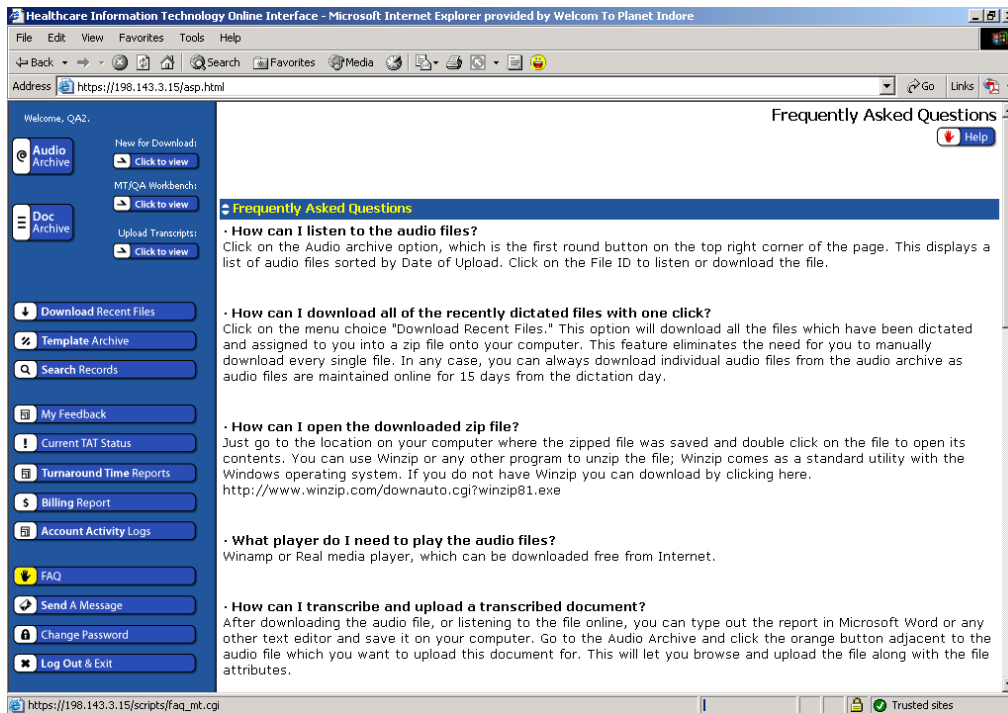 Healthcare Information Technology Online Interface - Microsoft Internet Explorer provided by Welcom To Planet Indore
File Edit View Favorites Tools Help
Back Search Favorites Media
Address https://198.143.3.15/asp.html Go Links
Welcome, QA2.
Audio Archive
New for Download:
Click to view
MT/QA Workbench:
Click to view
Doc Archive
Upload Transcripts:
Click to view
Download Recent Files
Template Archive
Search Records
My Feedback
Current TAT Status
Turnaround Time Reports
Billing Report
Account Activity Logs
FAQ
Send A Message
Change Password
Log Out & Exit
Frequently Asked Questions
Help
Frequently Asked Questions
· How can I listen to the audio files?
Click on the Audio archive option, which is the first round button on the top right corner of the page. This displays a
list of audio files sorted by Date of Upload. Click on the File ID to listen or download the file.
· How can I download all of the recently dictated files with one click?
Click on the menu choice "Download Recent Files." This option will download all the files which have been dictated
and assigned to you into a zip file onto your computer. This feature eliminates the need for you to manually
download every single file. In any case, you can always download individual audio files from the audio archive as
audio files are maintained online for 15 days from the dictation day.
· How can I open the downloaded zip file?
Just go to the location on your computer where the zipped file was saved and double click on the file to open its
contents. You can use Winzip or any other program to unzip the file; Winzip comes as a standard utility with the
Windows operating system. If you do not have Winzip you can download by clicking here.
http://www.winzip.com/downauto.cgi?winzip81.exe
· What player do I need to play the audio files?
Winamp or Real media player, which can be downloaded free from Internet.
· How can I transcribe and upload a transcribed document?
After downloading the audio file, or listening to the file online, you can type out the report in Microsoft Word or any
other text editor and save it on your computer. Go to the Audio Archive and click the orange button adjacent to the
audio file which you want to upload this document for. This will let you browse and upload the file along with the file
attributes.
https://198.143.3.15/scripts/faq_mt.cgi Trusted sites